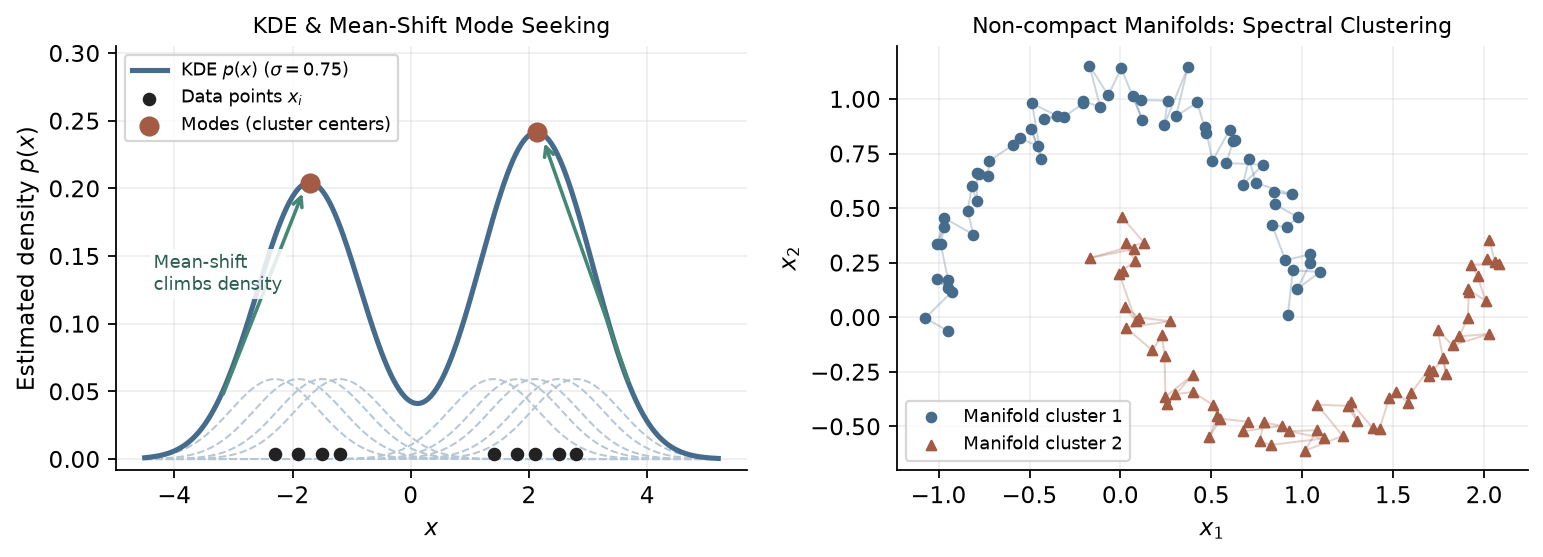 KDE & Mean-Shift Mode Seeking
Estimated density p(x)
0.30
0.25
0.20
0.15
0.10
0.05
0.00
KDE p(x) (σ = 0.75)
Data points xᵢ
Modes (cluster centers)
Mean-shift
climbs density
−4
−2
0
2
4
x
Non-compact Manifolds: Spectral Clustering
x₂
1.00
0.75
0.50
0.25
0.00
−0.25
−0.50
Manifold cluster 1
Manifold cluster 2
−1.0
−0.5
0.0
0.5
1.0
1.5
2.0
x₁